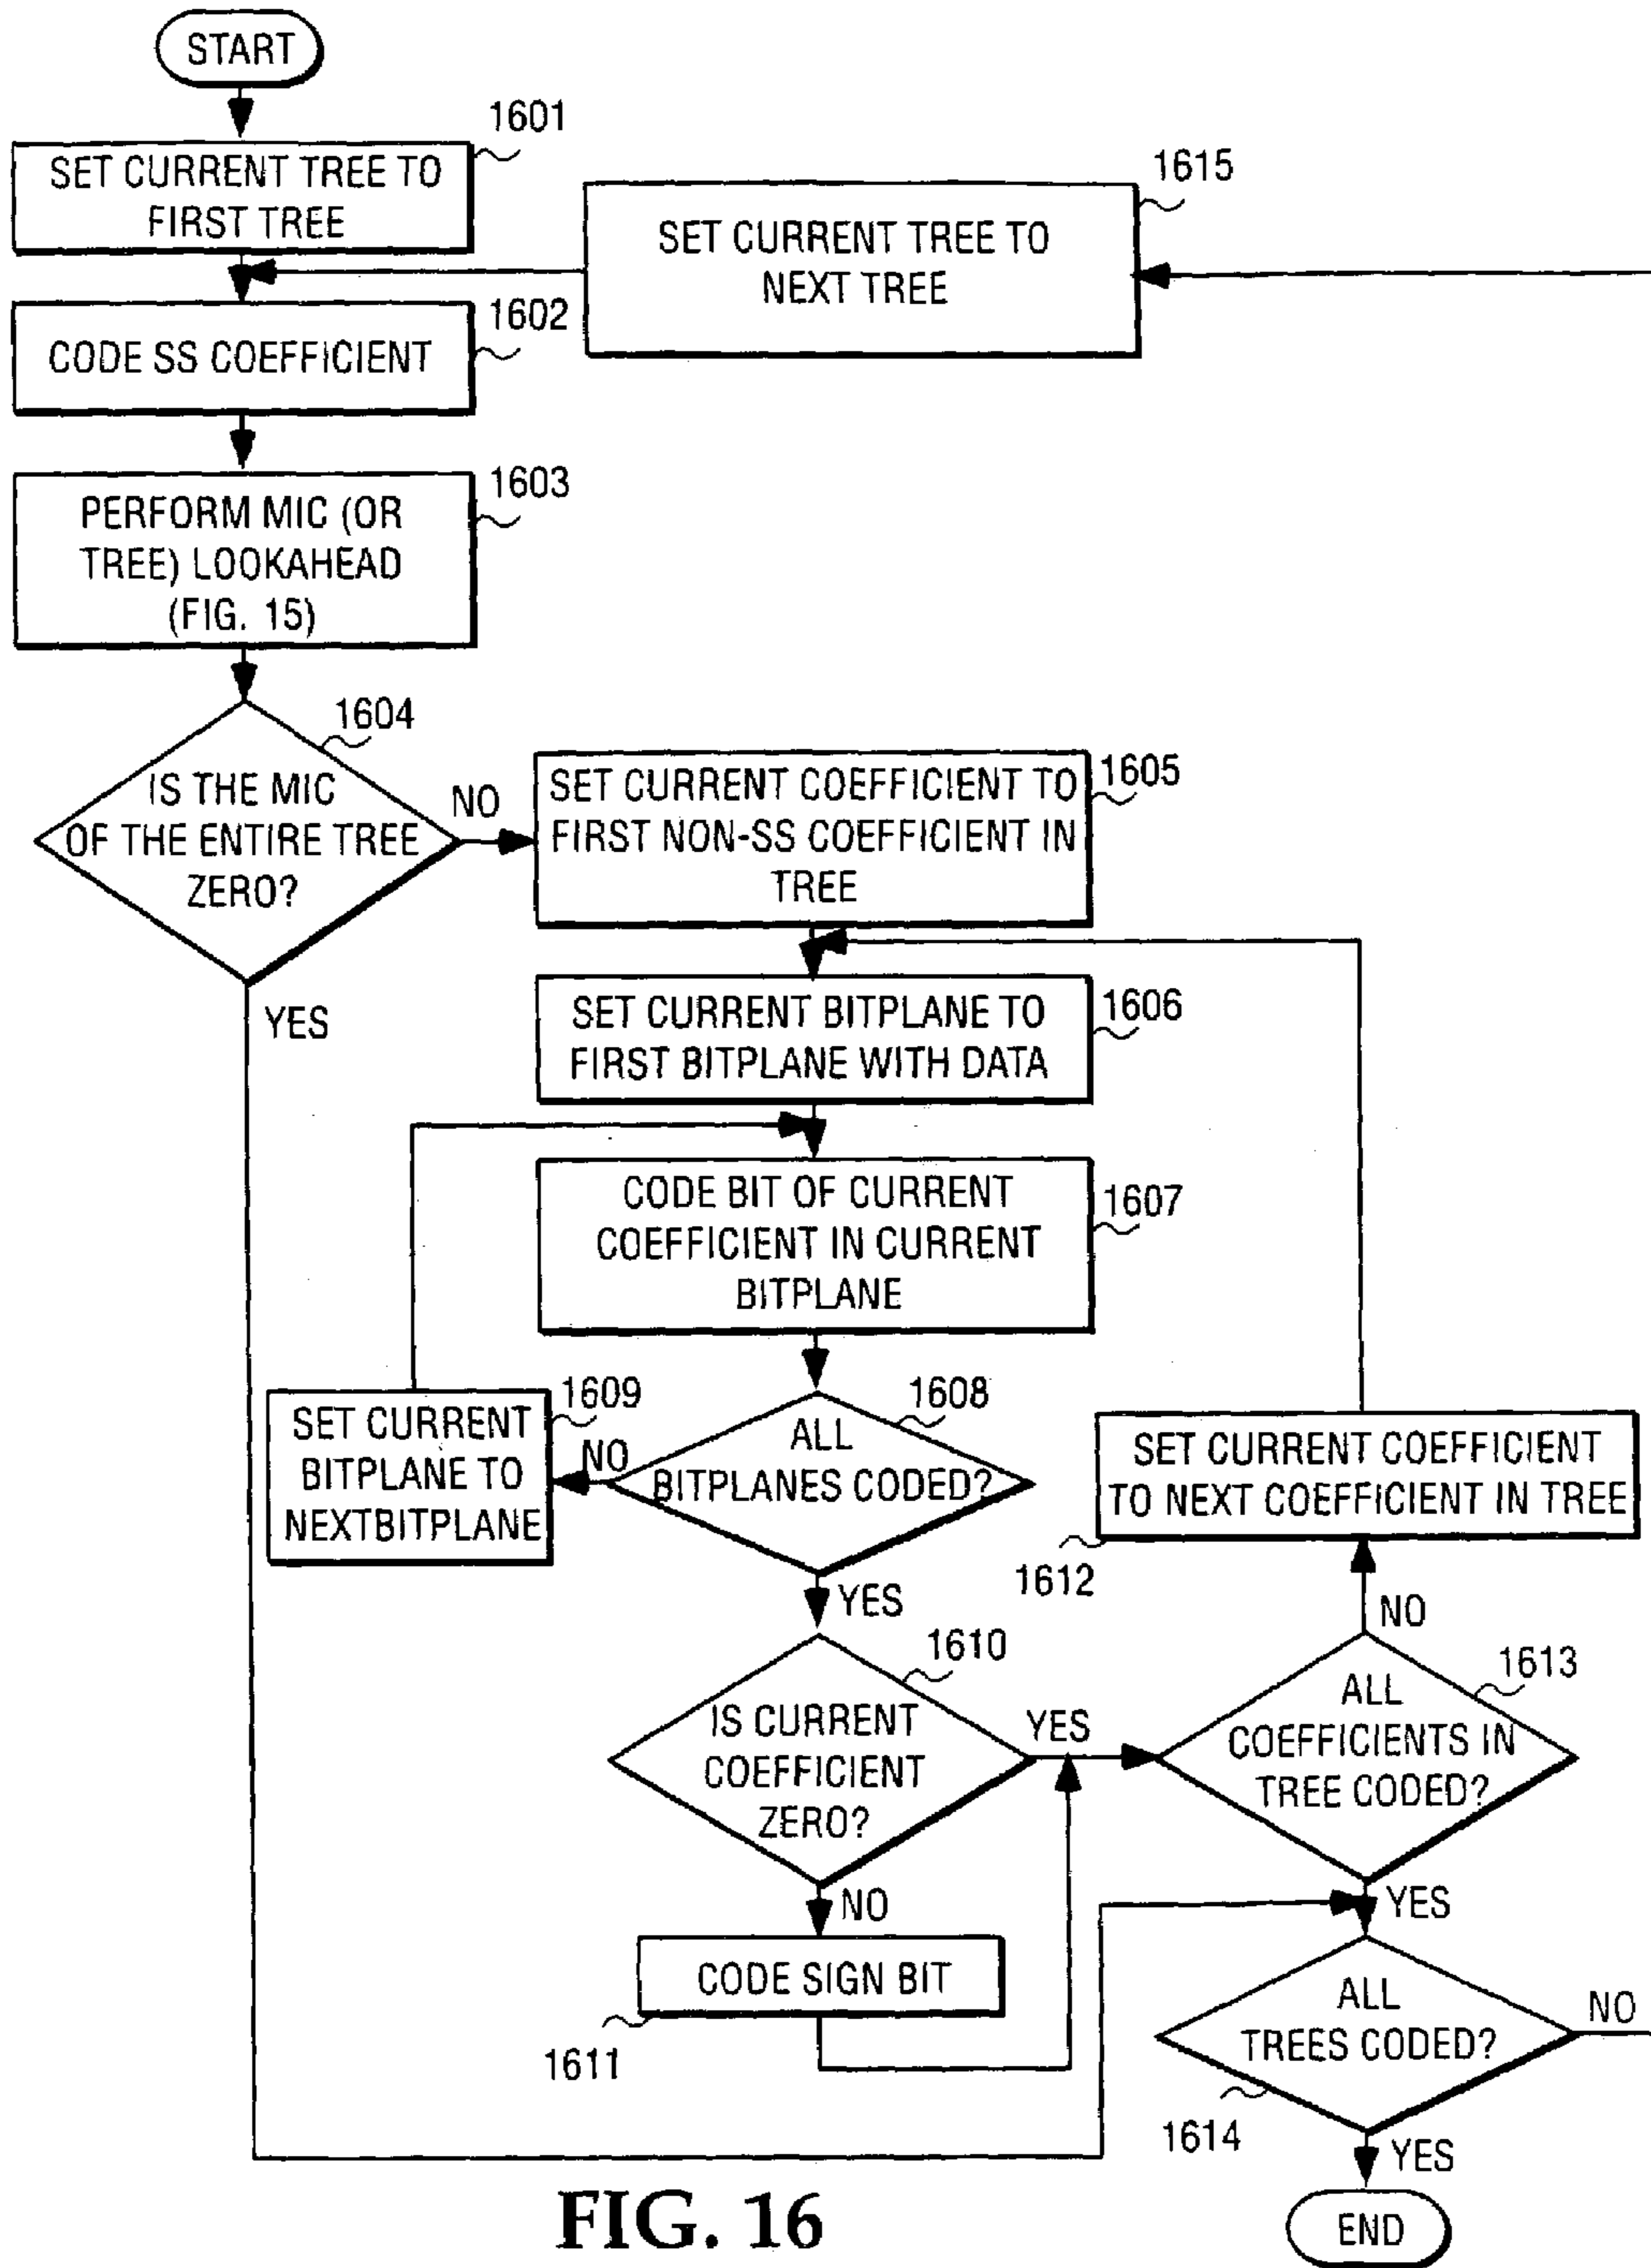 START
1601
SET CURRENT TREE TO
FIRST TREE
1615
SET CURRENT TREE TO
NEXT TREE
1602
CODE SS COEFFICIENT
1603
PERFORM MIC (OR
TREE) LOOKAHEAD
(FIG. 15)
1604
IS THE MIC
OF THE ENTIRE TREE
ZERO?
NO
YES
1605
SET CURRENT COEFFICIENT TO
FIRST NON-SS COEFFICIENT IN
TREE
1606
SET CURRENT BITPLANE TO
FIRST BITPLANE WITH DATA
1607
CODE BIT OF CURRENT
COEFFICIENT IN CURRENT
BITPLANE
1608
ALL
BITPLANES CODED?
NO
YES
1609
SET CURRENT
BITPLANE TO
NEXTBITPLANE
1610
IS CURRENT
COEFFICIENT
ZERO?
YES
NO
CODE SIGN BIT
1611
SET CURRENT COEFFICIENT
TO NEXT COEFFICIENT IN TREE
1612
NO
1613
ALL
COEFFICIENTS IN
TREE CODED?
YES
ALL
TREES CODED?
NO
1614
YES
END
FIG. 16